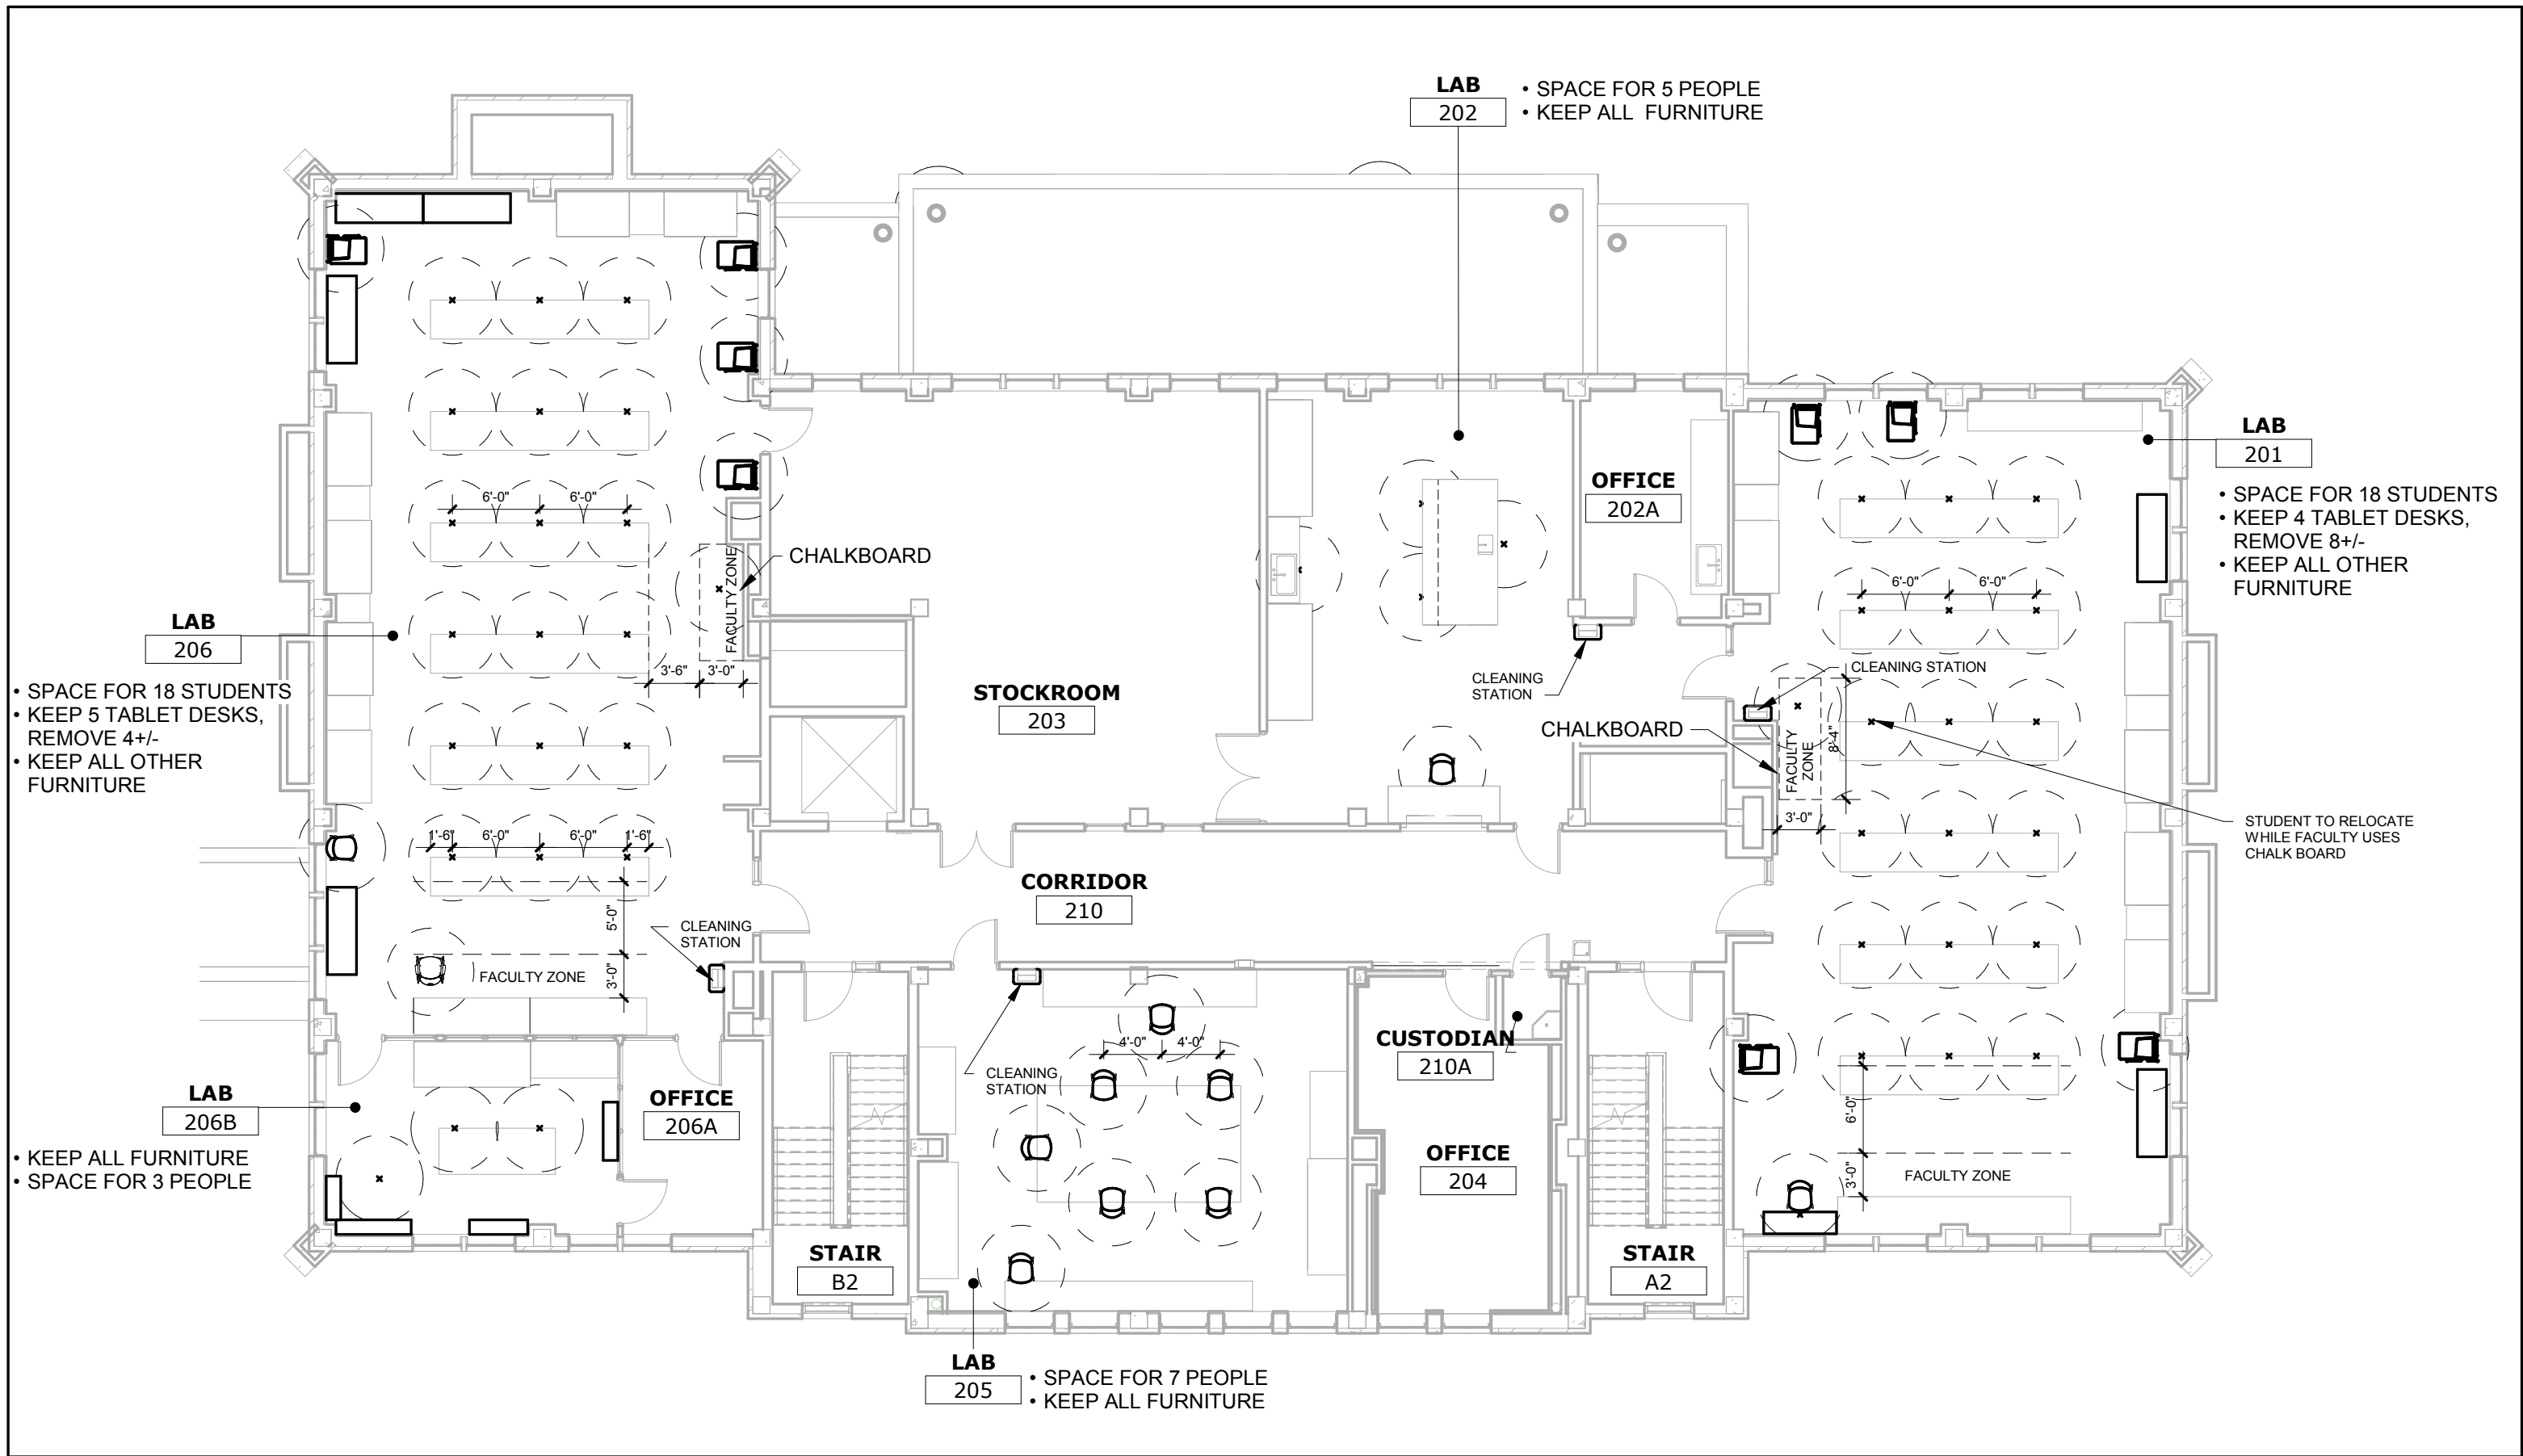 LAB
202
• SPACE FOR 5 PEOPLE
• KEEP ALL  FURNITURE
OFFICE
202A
LAB
201
• SPACE FOR 18 STUDENTS
• KEEP 4 TABLET DESKS,
REMOVE 8+/-
• KEEP ALL OTHER
FURNITURE
6'-0"
6'-0"
CHALKBOARD
FACULTY ZONE
3'-6"
3'-0"
LAB
206
• SPACE FOR 18 STUDENTS
• KEEP 5 TABLET DESKS,
REMOVE 4+/-
• KEEP ALL OTHER
FURNITURE
6'-0"
6'-0"
CLEANING
STATION
CLEANING STATION
CHALKBOARD
FACULTY
ZONE
8'-4"
3'-0"
STUDENT TO RELOCATE
WHILE FACULTY USES
CHALK BOARD
STOCKROOM
203
1'-6"
6'-0"
6'-0"
1'-6"
CORRIDOR
210
5'-0"
3'-0"
FACULTY ZONE
CLEANING
STATION
CLEANING
STATION
4'-0"
4'-0"
CUSTODIAN
210A
OFFICE
204
LAB
206B
• KEEP ALL FURNITURE
• SPACE FOR 3 PEOPLE
OFFICE
206A
6'-0"
3'-0"
FACULTY ZONE
STAIR
B2
STAIR
A2
LAB
205
• SPACE FOR 7 PEOPLE
• KEEP ALL FURNITURE